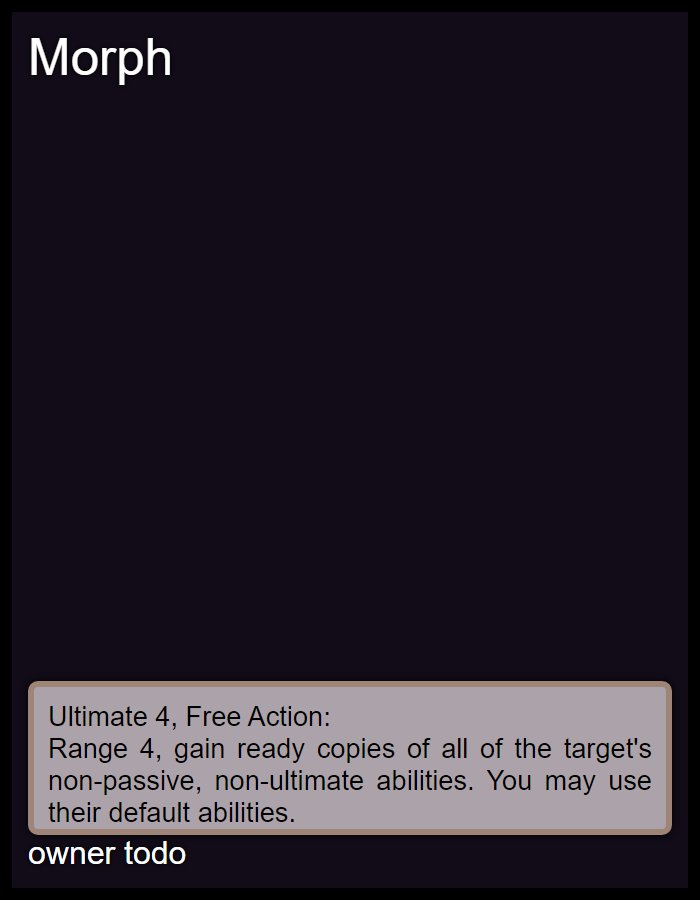 Morph
Ultimate 4, Free Action:
Range 4, gain ready copies of all of the target's
non-passive, non-ultimate abilities. You may use
their default abilities.
owner todo